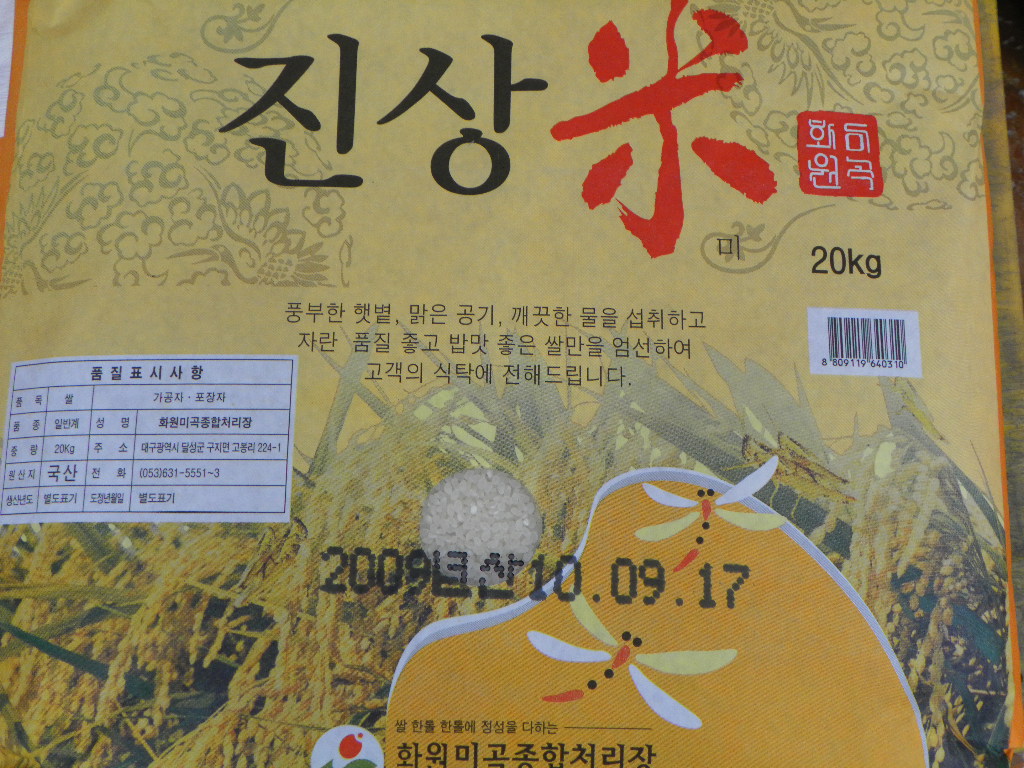 진상米
미
화원
미곡
20kg
풍부한 햇볕, 맑은 공기, 깨끗한 물을 섭취하고
자란 품질 좋고 밥맛 좋은 쌀만을 엄선하여
고객의 식탁에 전해드립니다.
8 809119 640310
품질표시사항
품 목 쌀 가공자·포장자
품 종 일반계 성 명 화원미곡종합처리장
중 량 20Kg 주 소 대구광역시 달성군 구지면 고봉리 224-1
원산지 국산 전 화 (053)631-5551~3
생산년도 별도표기 도정년월일 별도표기
2009년산10.09.17
쌀 한톨 한톨에 정성을 다하는
화원미곡종합처리장